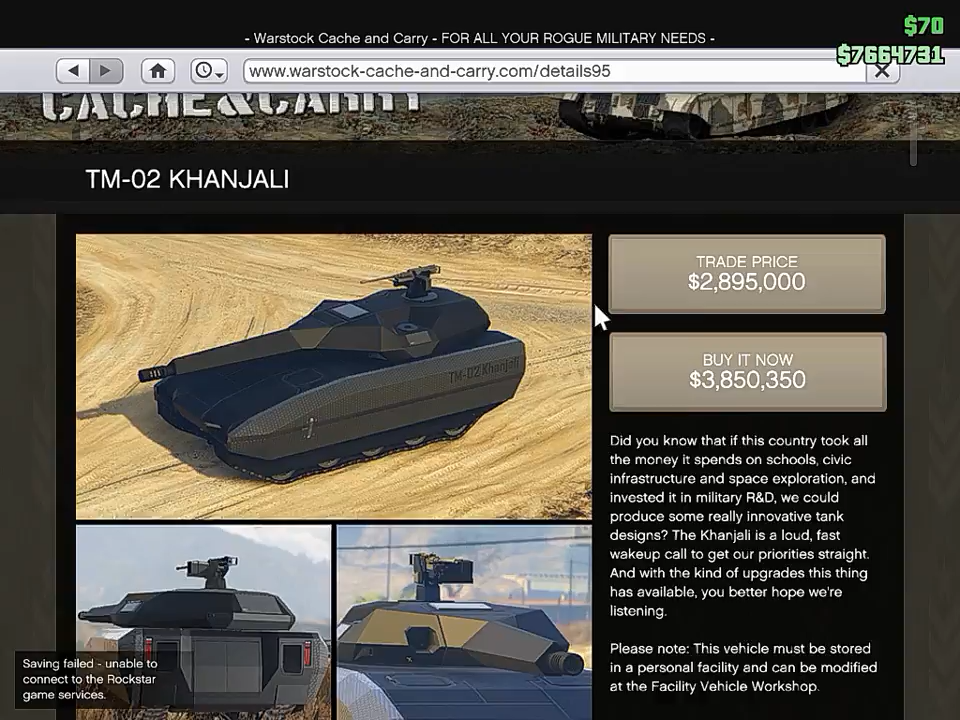 $70
- Warstock Cache and Carry - FOR ALL YOUR ROGUE MILITARY NEEDS -
$7664731
www.warstock-cache-and-carry.com/details95
CACHE&CARRY
TM-02 KHANJALI
TRADE PRICE
$2,895,000
BUY IT NOW
$3,850,350
TM-02 Khanjali
Did you know that if this country took all
the money it spends on schools, civic
infrastructure and space exploration, and
invested it in military R&D, we could
produce some really innovative tank
designs? The Khanjali is a loud, fast
wakeup call to get our priorities straight.
And with the kind of upgrades this thing
has available, you better hope we're
listening.
Please note: This vehicle must be stored
in a personal facility and can be modified
at the Facility Vehicle Workshop.
Saving failed - unable to
connect to the Rockstar
game services.